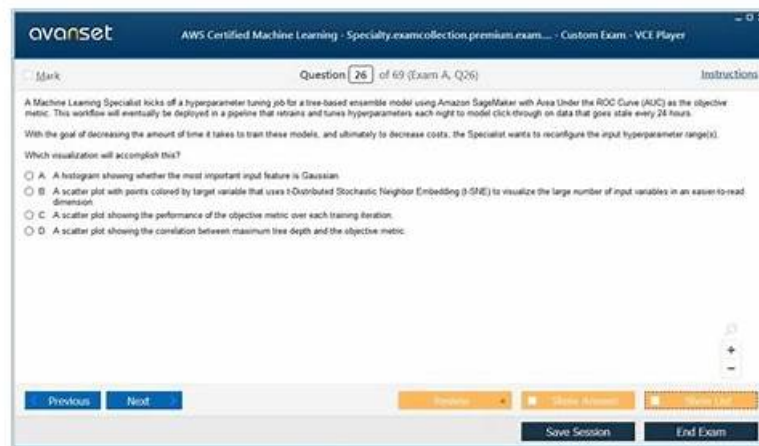 avanset
AWS Certified Machine Learning - Specialty.examcollection.premium.exam.... - Custom Exam - VCE Player
Mark
Question 26 of 69 (Exam A, Q26)
Instructions
A Machine Learning Specialist kicks off a hyperparameter tuning job for a tree-based ensemble model using Amazon SageMaker with Area Under the ROC Curve (AUC) as the objective
metric. This workflow will eventually be deployed in a pipeline that retrains and tunes hyperparameters each night to model click-through on data that goes stale every 24 hours.
With the goal of decreasing the amount of time it takes to train these models, and ultimately to decrease costs, the Specialist wants to reconfigure the input hyperparameter range(s).
Which visualization will accomplish this?
A. A histogram showing whether the most important input feature is Gaussian.
B. A scatter plot with points colored by target variable that uses t-Distributed Stochastic Neighbor Embedding (t-SNE) to visualize the large number of input variables in an easier-to-read
dimension.
C. A scatter plot showing the performance of the objective metric over each training iteration.
D. A scatter plot showing the correlation between maximum tree depth and the objective metric.
+
-
Previous
Next
Review
Show Answer
Show List
Save Session
End Exam